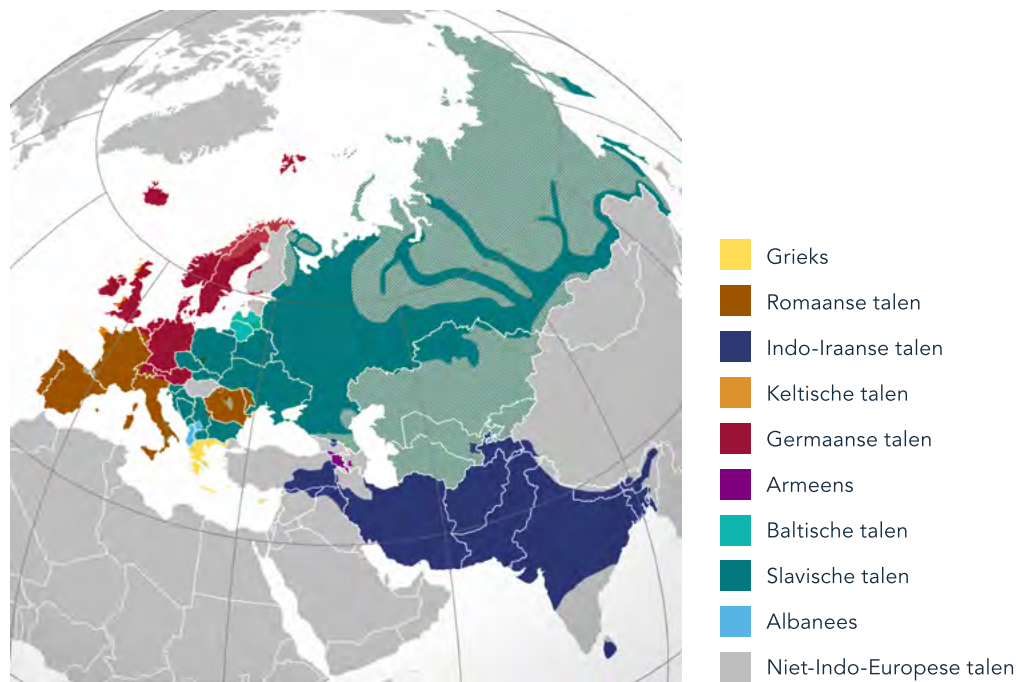 Grieks
Romaanse talen
Indo-Iraanse talen
Keltische talen
Germaanse talen
Armeens
Baltische talen
Slavische talen
Albanees
Niet-Indo-Europese talen